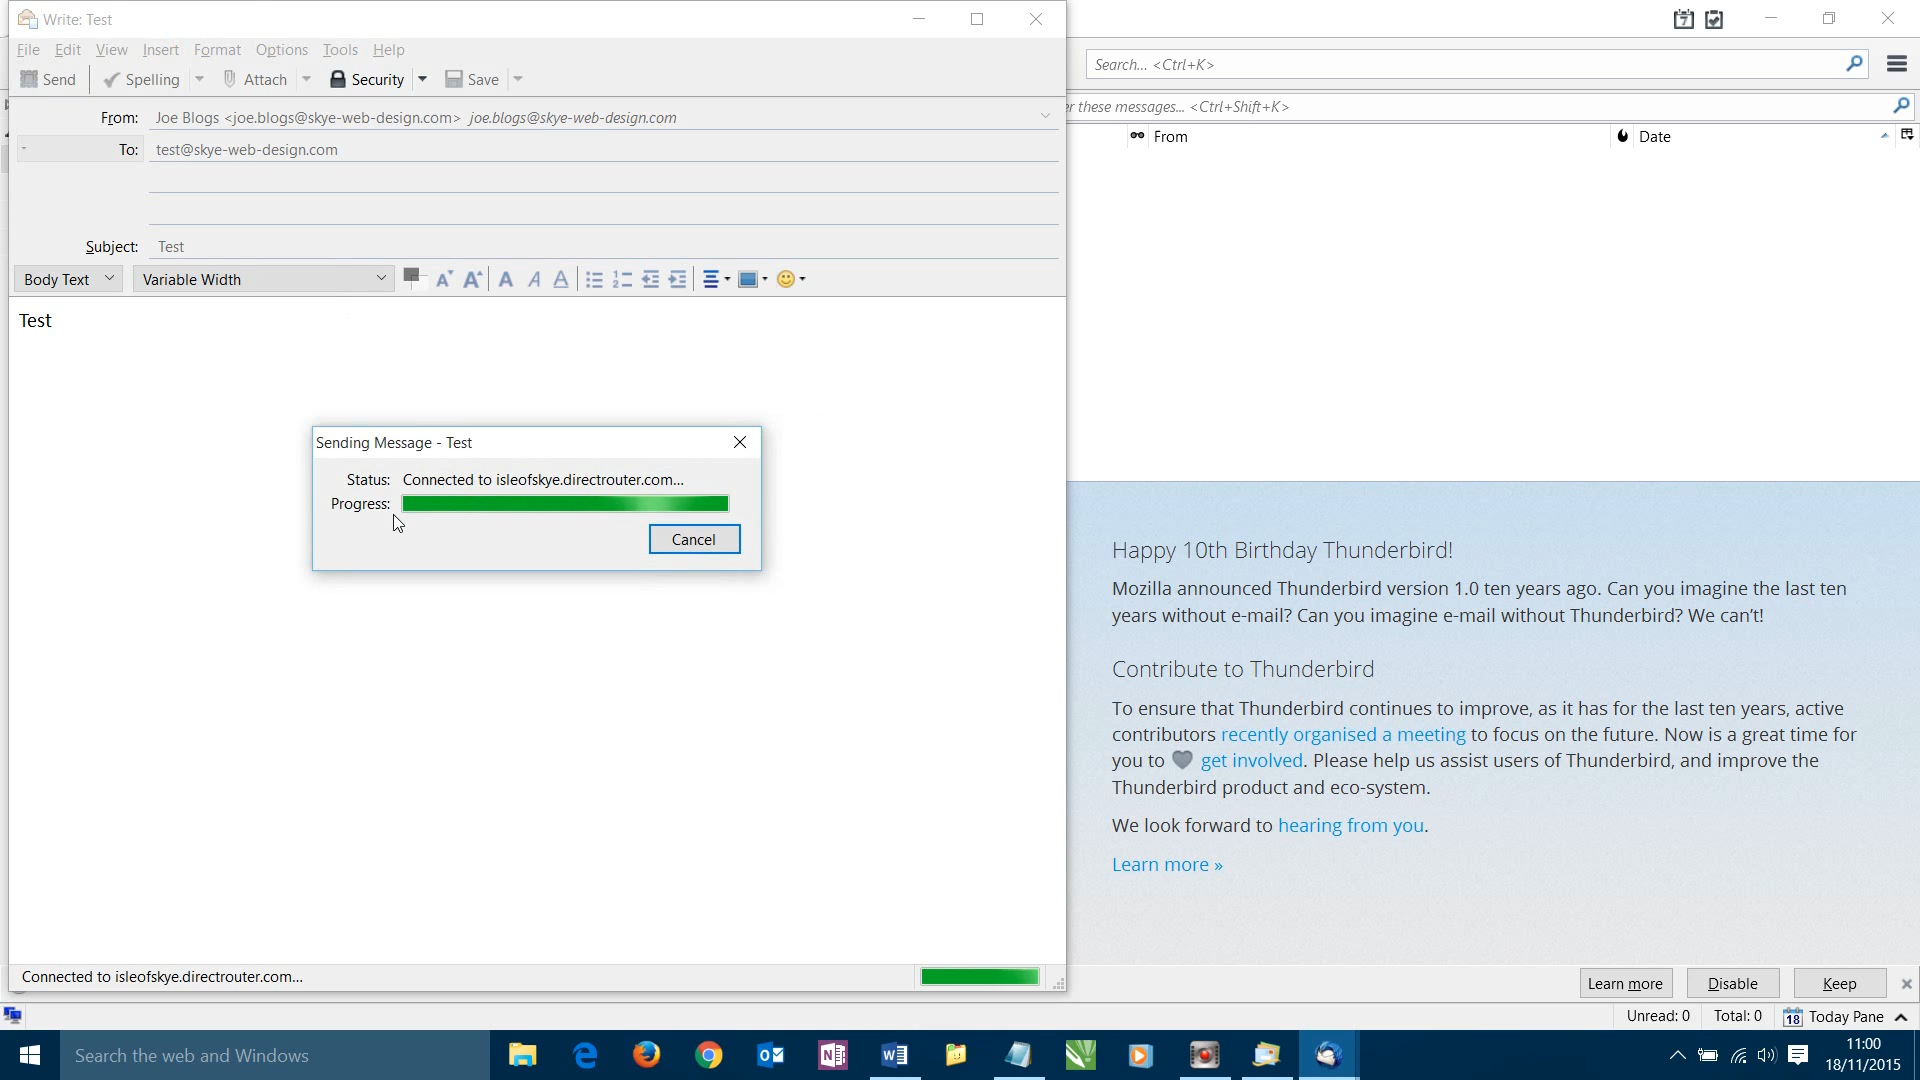 Write: Test
File Edit View Insert Format Options Tools Help
Send Spelling Attach Security Save
From: Joe Blogs <joe.blogs@skye-web-design.com> joe.blogs@skye-web-design.com
To: test@skye-web-design.com
Subject: Test
Body Text Variable Width
Test
Sending Message - Test
Status: Connected to isleofskye.directrouter.com...
Progress:
Cancel
Connected to isleofskye.directrouter.com...
7
Search... <Ctrl+K>
these messages... <Ctrl+Shift+K>
From Date
Happy 10th Birthday Thunderbird!
Mozilla announced Thunderbird version 1.0 ten years ago. Can you imagine the last ten
years without e-mail? Can you imagine e-mail without Thunderbird? We can't!
Contribute to Thunderbird
To ensure that Thunderbird continues to improve, as it has for the last ten years, active
contributors recently organised a meeting to focus on the future. Now is a great time for
you to get involved. Please help us assist users of Thunderbird, and improve the
Thunderbird product and eco-system.
We look forward to hearing from you.
Learn more »
Learn more Disable Keep
Unread: 0 Total: 0 18 Today Pane
Search the web and Windows
11:00
18/11/2015